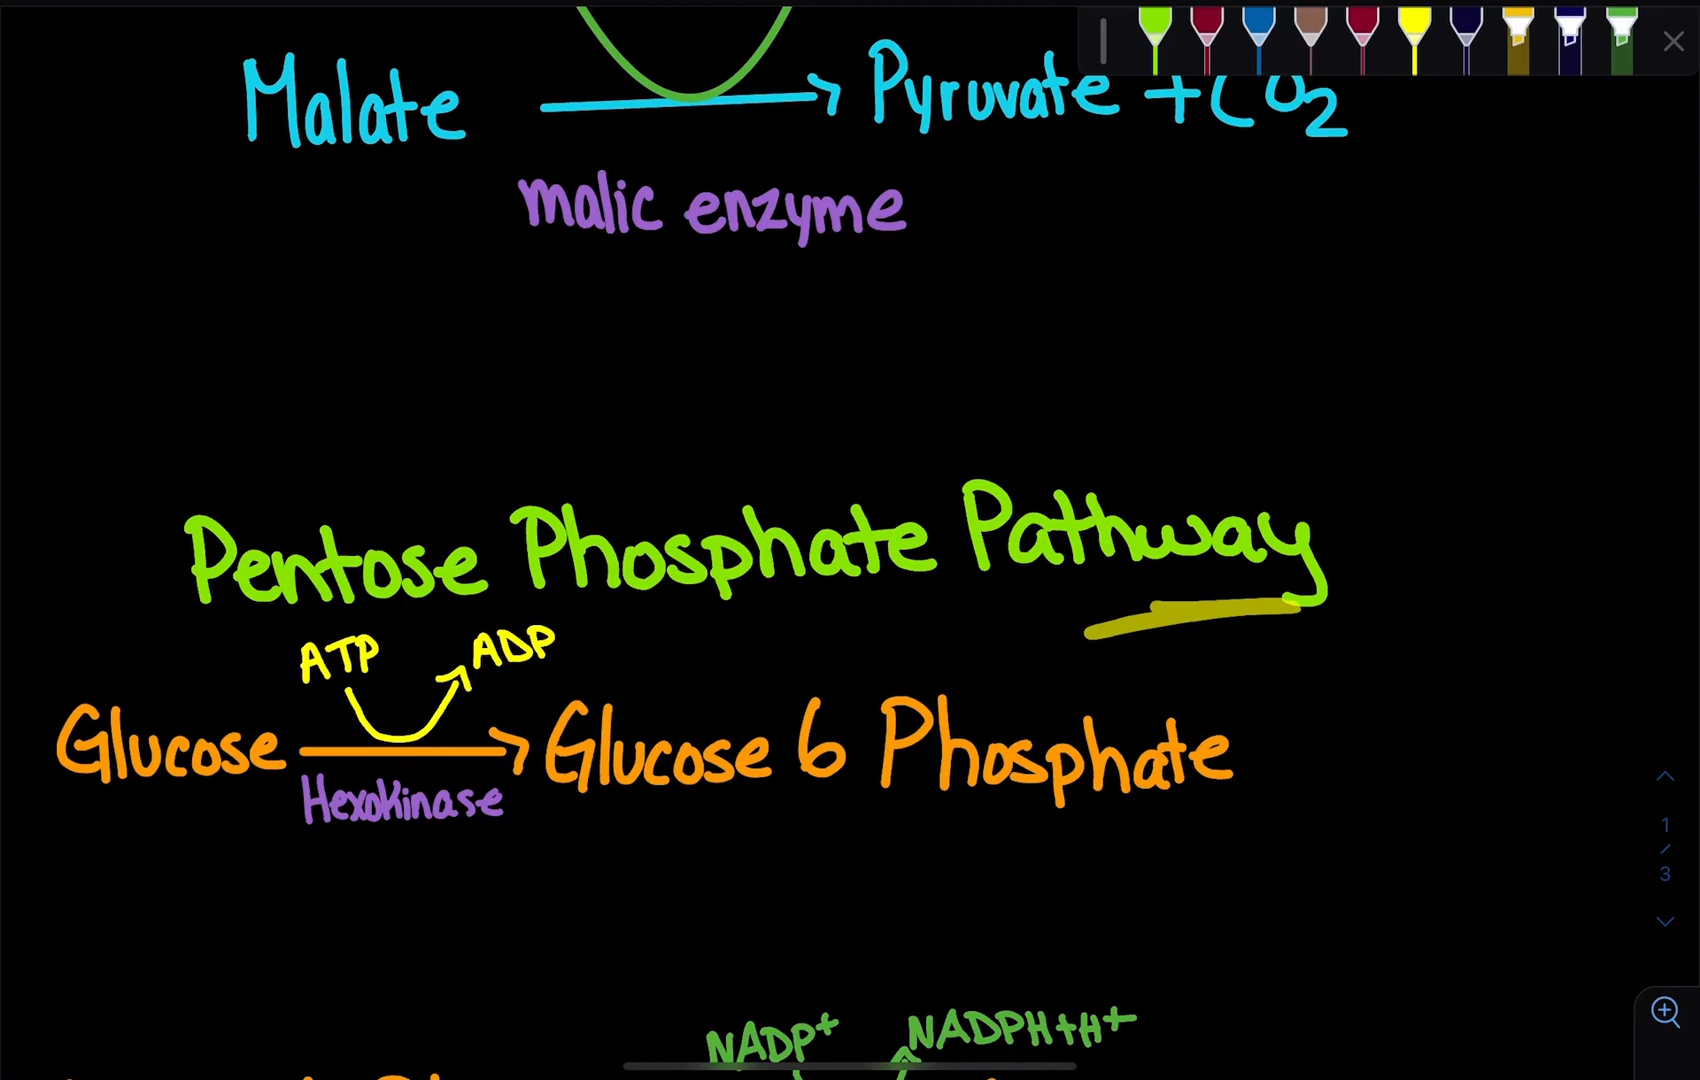 Malate → Pyruvate + CO2
malic enzyme
Pentose Phosphate Pathway
ATP ADP
Glucose → Glucose 6 Phosphate
Hexokinase
1
/
3
NADP+ NADPH+H+